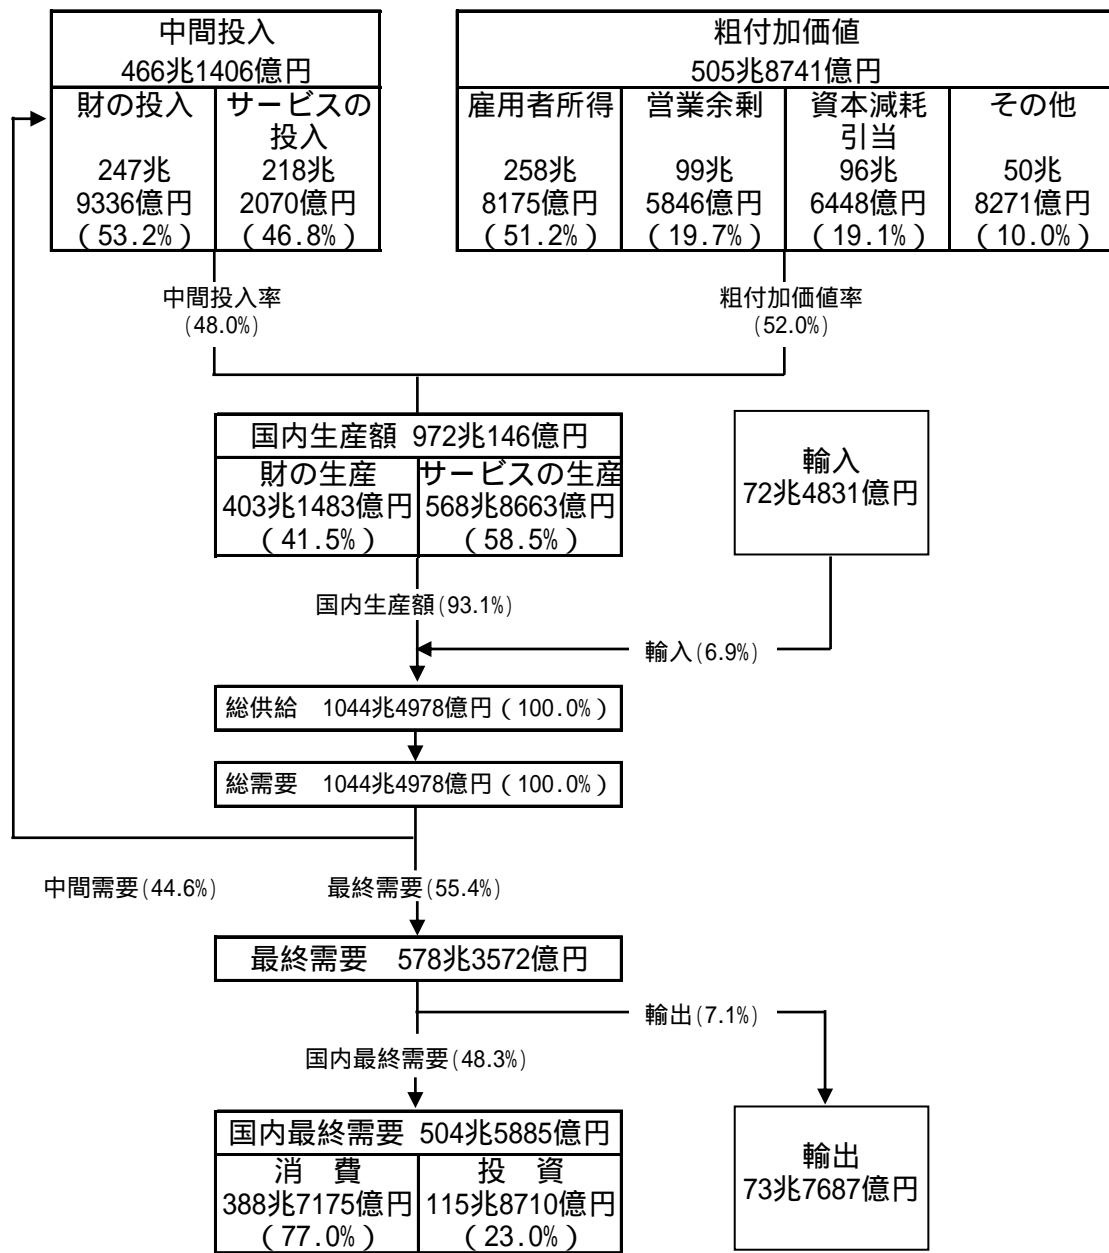 中間投入
466兆1406億円
財の投入
247兆
9336億円
(53.2%)
サービスの
投入
218兆
2070億円
(46.8%)
粗付加価値
505兆8741億円
雇用者所得
258兆
8175億円
(51.2%)
営業余剰
99兆
5846億円
(19.7%)
資本減耗
引当
96兆
6448億円
(19.1%)
その他
50兆
8271億円
(10.0%)
中間投入率
(48.0%)
粗付加価値率
(52.0%)
国内生産額 972兆146億円
財の生産
403兆1483億円
(41.5%)
サービスの生産
568兆8663億円
(58.5%)
輸入
72兆4831億円
国内生産額(93.1%)
輸入(6.9%)
総供給 1044兆4978億円(100.0%)
総需要 1044兆4978億円(100.0%)
中間需要(44.6%)
最終需要(55.4%)
最終需要 578兆3572億円
輸出(7.1%)
国内最終需要(48.3%)
国内最終需要 504兆5885億円
消 費
388兆7175億円
(77.0%)
投 資
115兆8710億円
(23.0%)
輸出
73兆7687億円